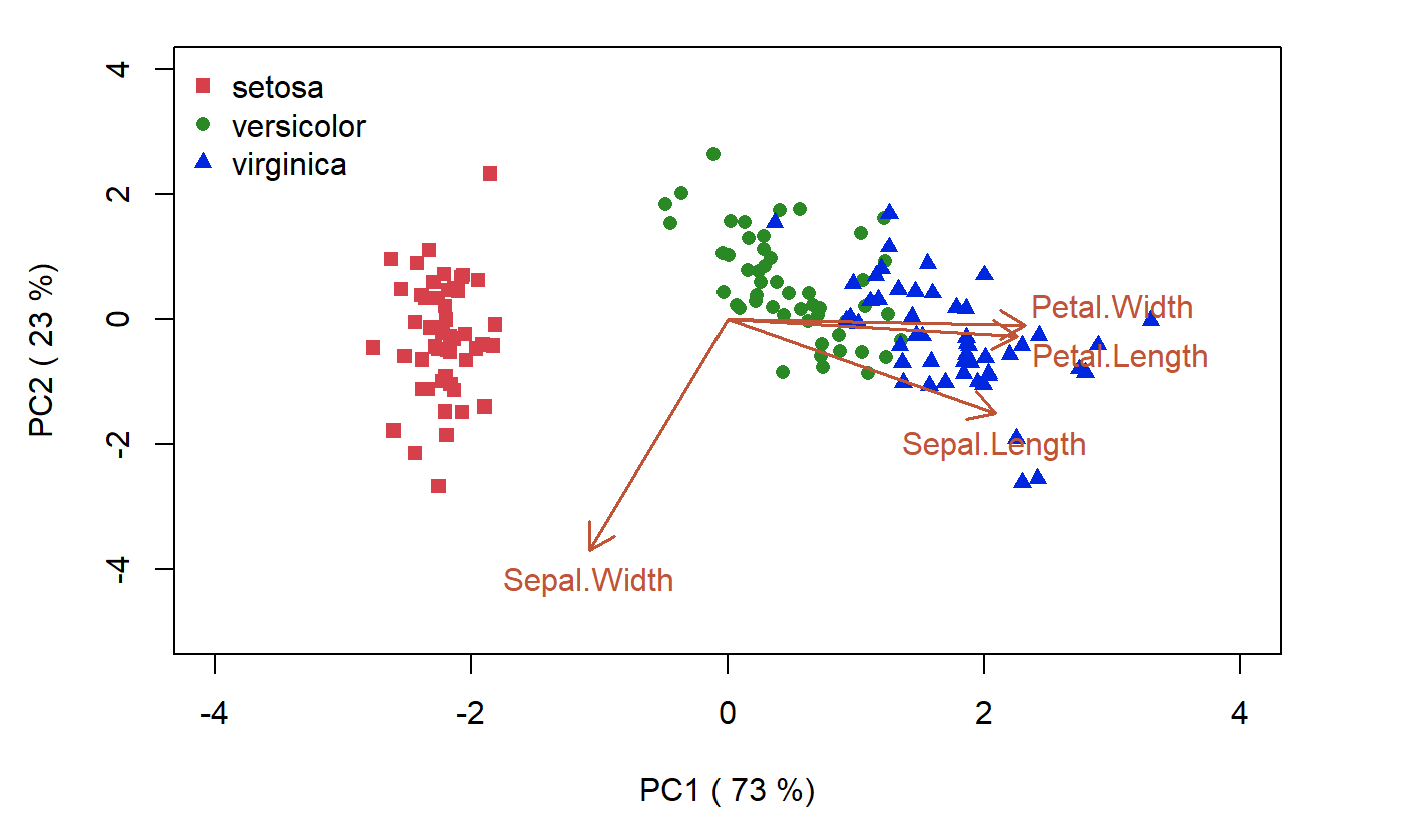 4
setosa
versicolor
virginica
2
PC2 ( 23 %)
0
Petal.Width
Petal.Length
-2
Sepal.Length
-4
Sepal.Width
-4
-2
0
2
4
PC1 ( 73 %)